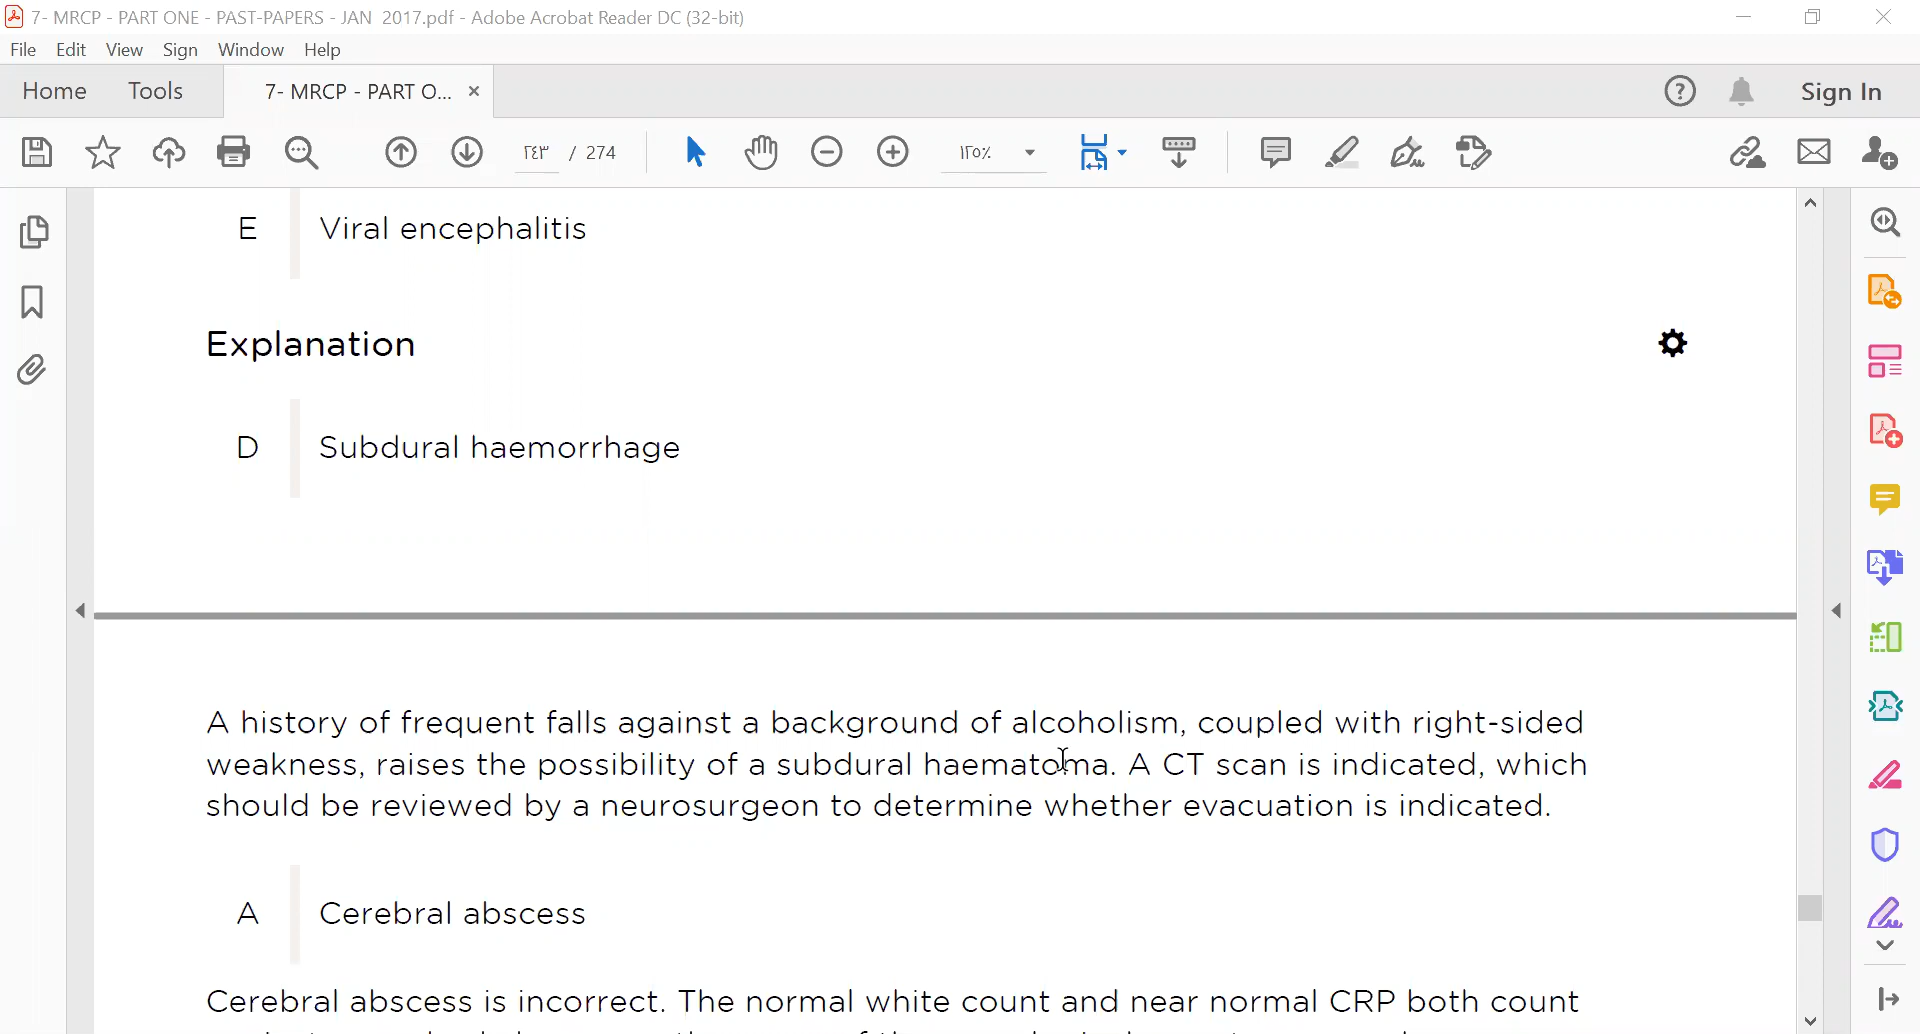 7- MRCP - PART ONE - PAST-PAPERS - JAN 2017.pdf - Adobe Acrobat Reader DC (32-bit)
File Edit View Sign Window Help
Home Tools 7- MRCP - PART O... × Sign In
٢٤٣ / 274 ١٢٥٪
E Viral encephalitis
Explanation
D Subdural haemorrhage
A history of frequent falls against a background of alcoholism, coupled with right-sided
weakness, raises the possibility of a subdural haematoma. A CT scan is indicated, which
should be reviewed by a neurosurgeon to determine whether evacuation is indicated.
A Cerebral abscess
Cerebral abscess is incorrect. The normal white count and near normal CRP both count